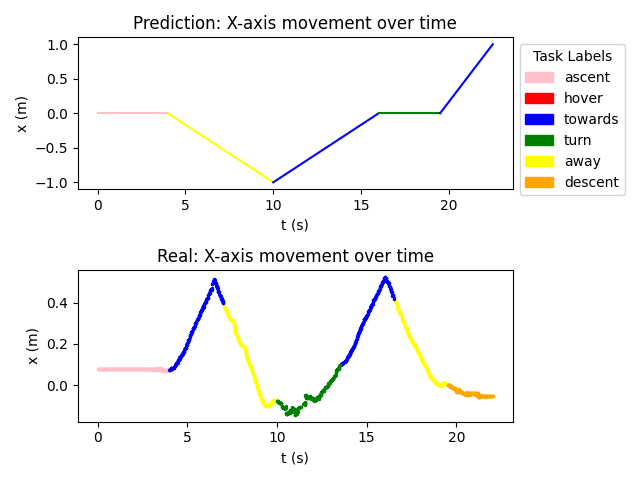 Prediction: X-axis movement over time
1.0
0.5
0.0
−0.5
−1.0
x (m)
0 5 10 15 20
t (s)
Task Labels
ascent
hover
towards
turn
away
descent
Real: X-axis movement over time
0.4
0.2
0.0
x (m)
0 5 10 15 20
t (s)